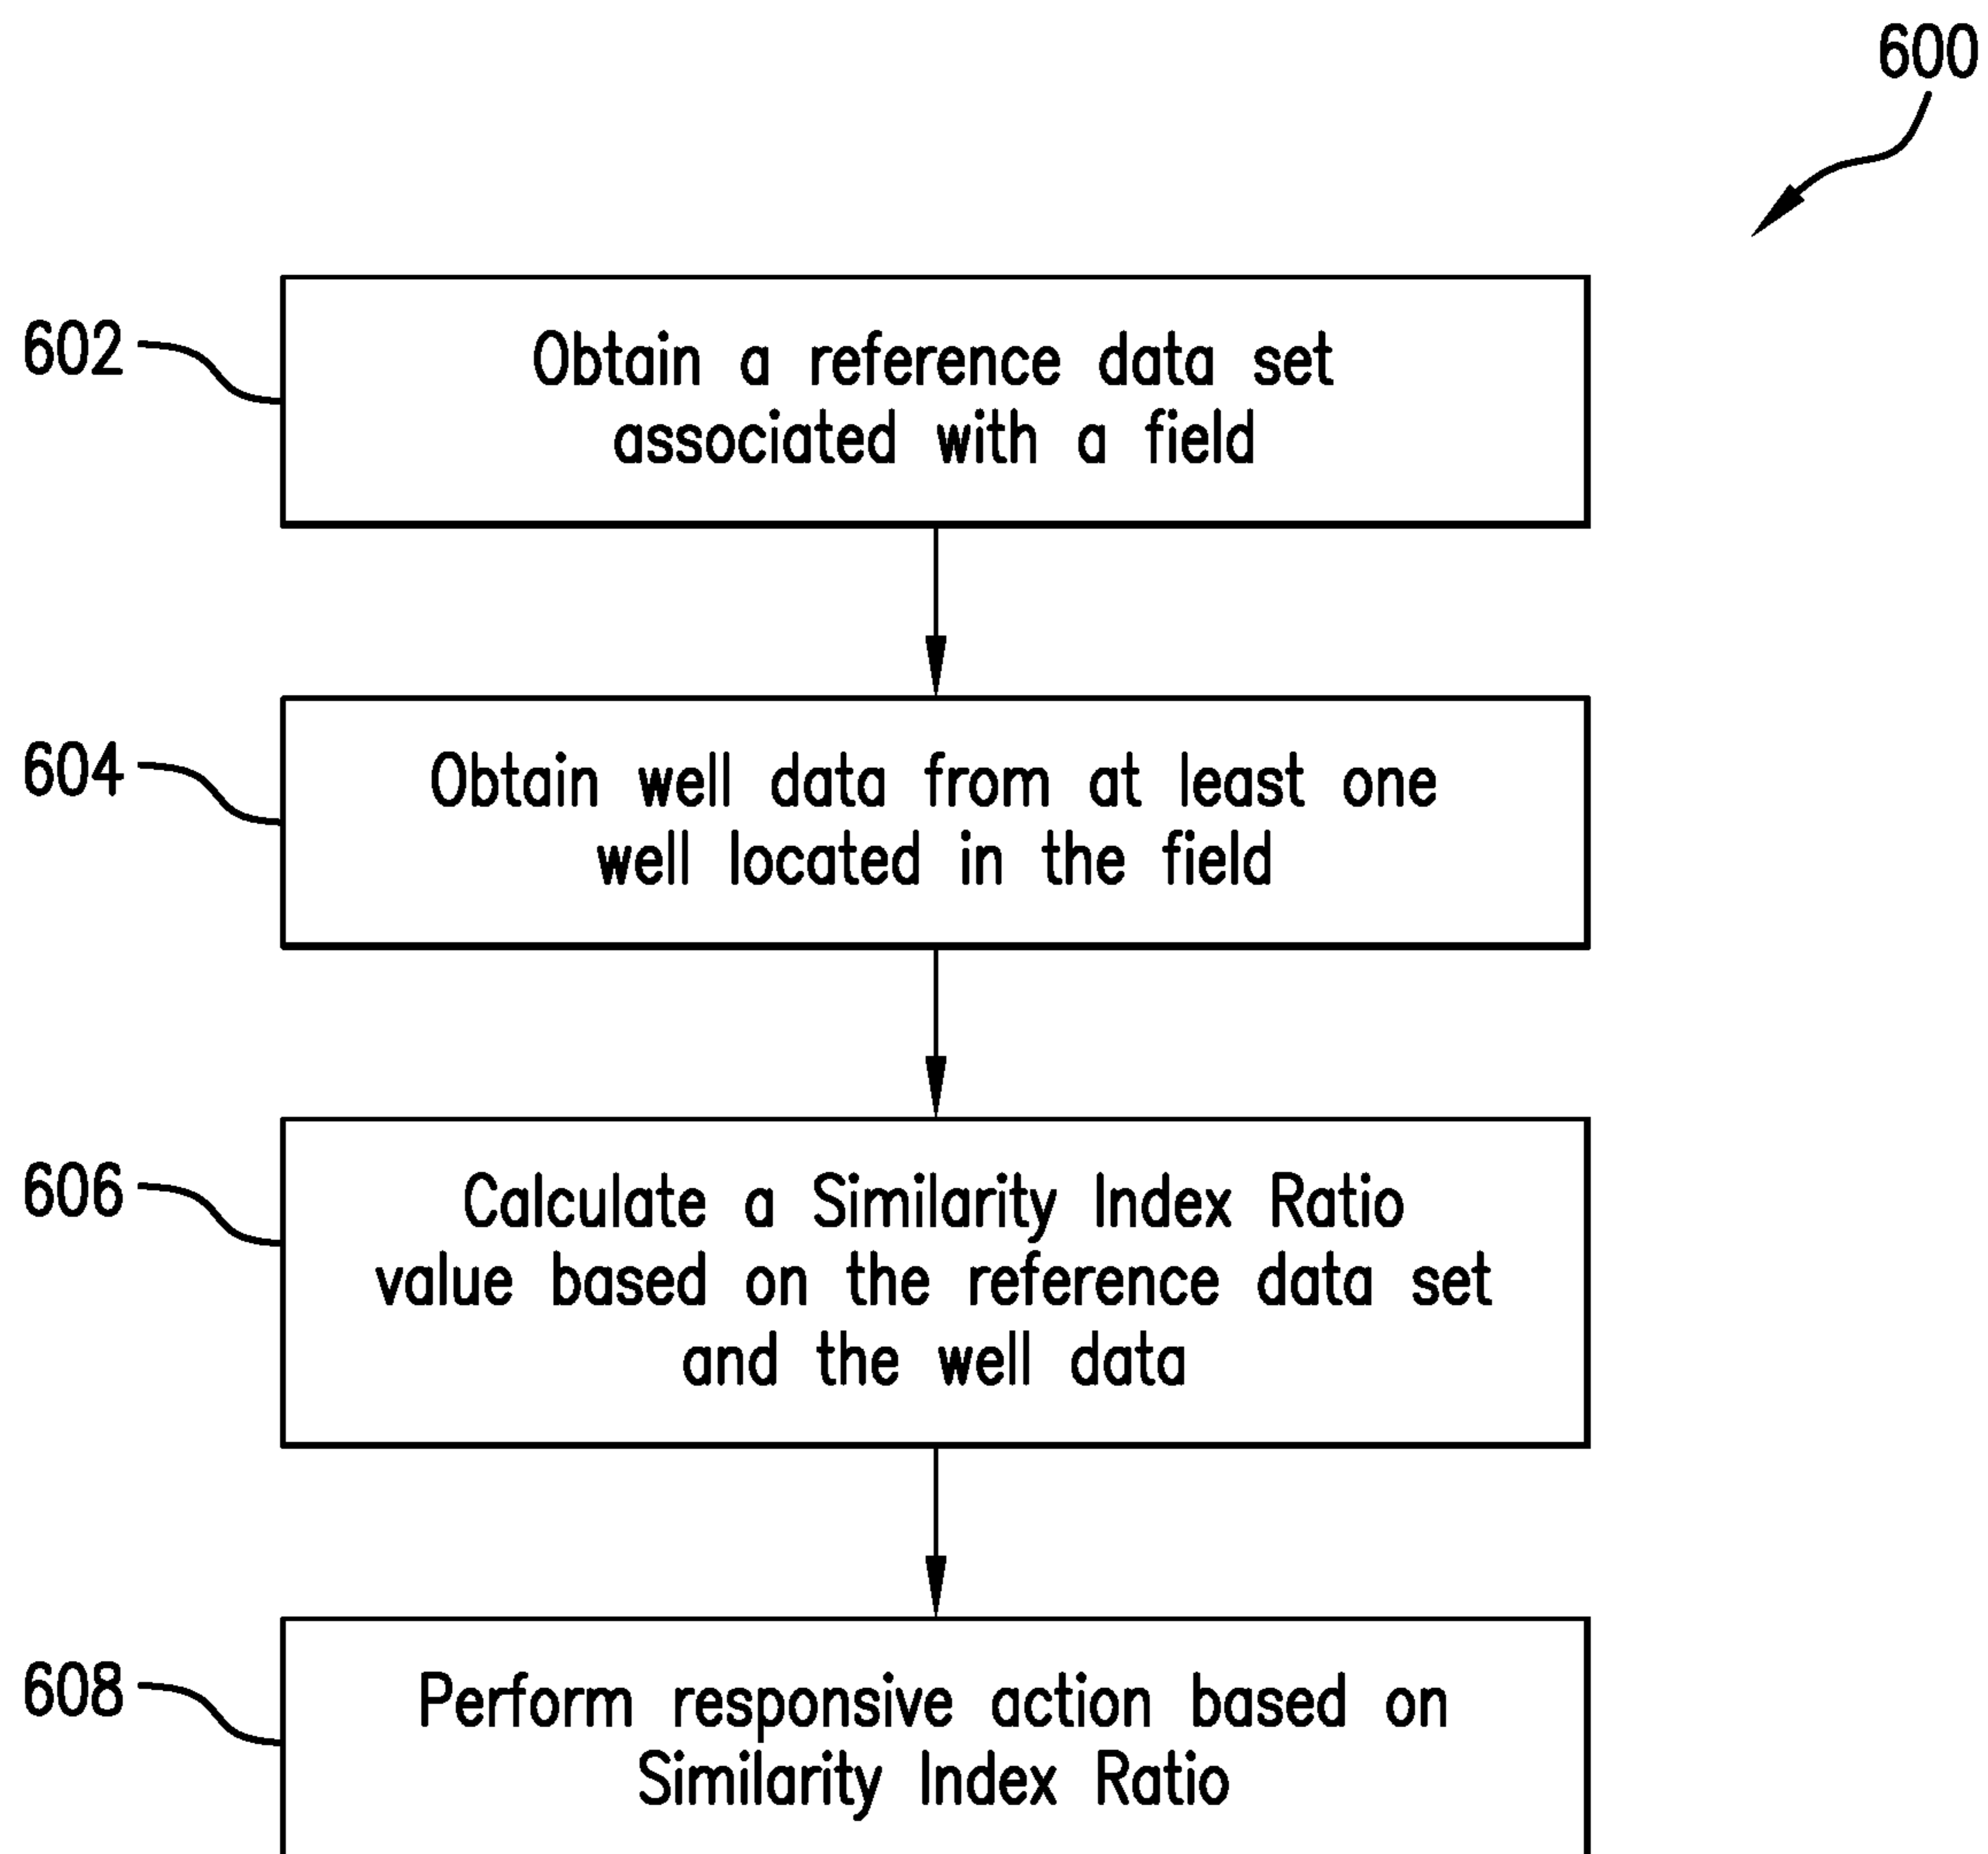 600
602
Obtain a reference data set
associated with a field
604
Obtain well data from at least one
well located in the field
606
Calculate a Similarity Index Ratio
value based on the reference data set
and the well data
608
Perform responsive action based on
Similarity Index Ratio